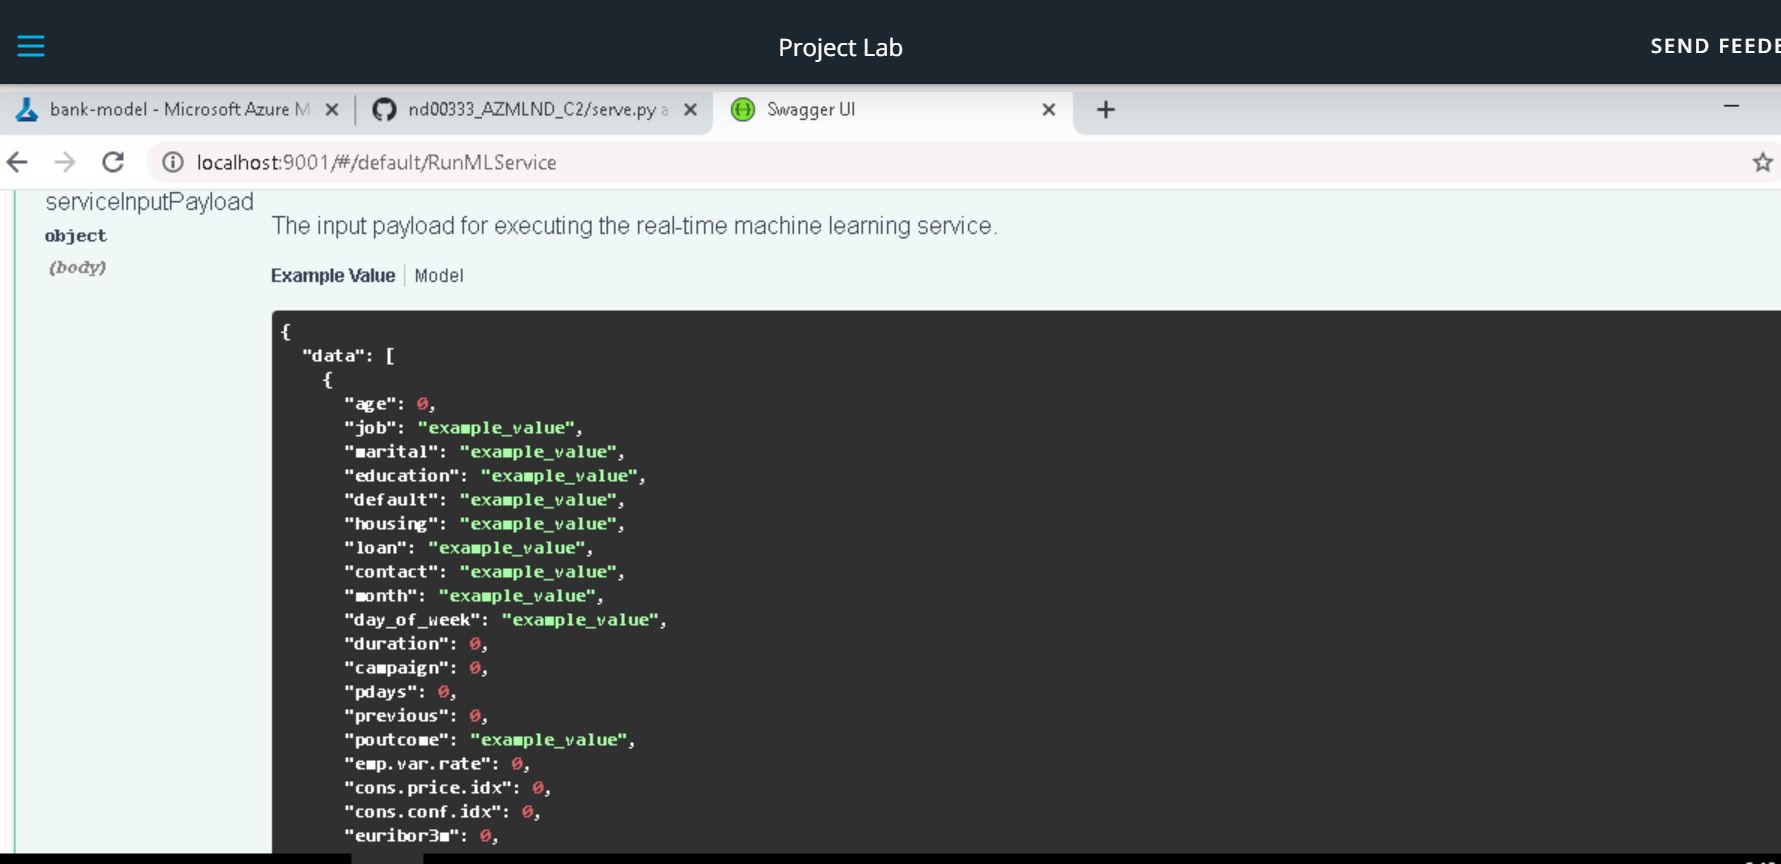 Project Lab
SEND FEEDE
bank-model - Microsoft Azure M
nd00333_AZMLND_C2/serve.py a
Swagger UI
localhost:9001/#/default/RunMLService
serviceInputPayload
object
(body)
The input payload for executing the real-time machine learning service.
Example Value | Model
{
"data": [
{
"age": 0,
"job": "example_value",
"marital": "example_value",
"education": "example_value",
"default": "example_value",
"housing": "example_value",
"loan": "example_value",
"contact": "example_value",
"month": "example_value",
"day_of_week": "example_value",
"duration": 0,
"campaign": 0,
"pdays": 0,
"previous": 0,
"poutcome": "example_value",
"emp.var.rate": 0,
"cons.price.idx": 0,
"cons.conf.idx": 0,
"euribor3m": 0,